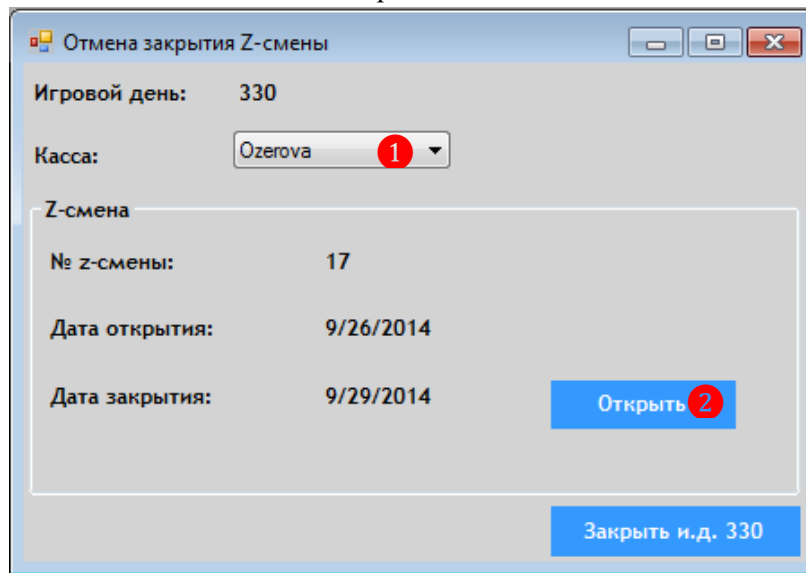 Отмена закрытия Z-смены
Игровой день: 330
Касса: Ozerova 1
Z-смена
№ z-смены: 17
Дата открытия: 9/26/2014
Дата закрытия: 9/29/2014
Открыть 2
Закрыть и.д. 330